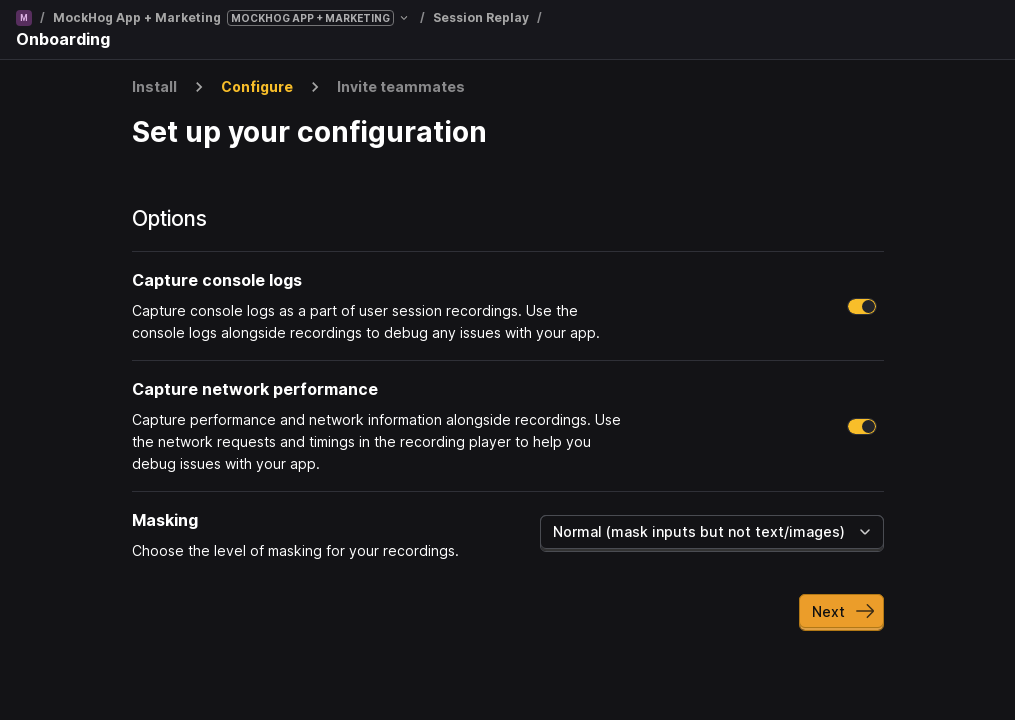 M / MockHog App + Marketing MOCKHOG APP + MARKETING / Session Replay /
Onboarding
Install Configure Invite teammates
Set up your configuration
Options
Capture console logs
Capture console logs as a part of user session recordings. Use the
console logs alongside recordings to debug any issues with your app.
Capture network performance
Capture performance and network information alongside recordings. Use
the network requests and timings in the recording player to help you
debug issues with your app.
Masking
Choose the level of masking for your recordings.
Normal (mask inputs but not text/images)
Next